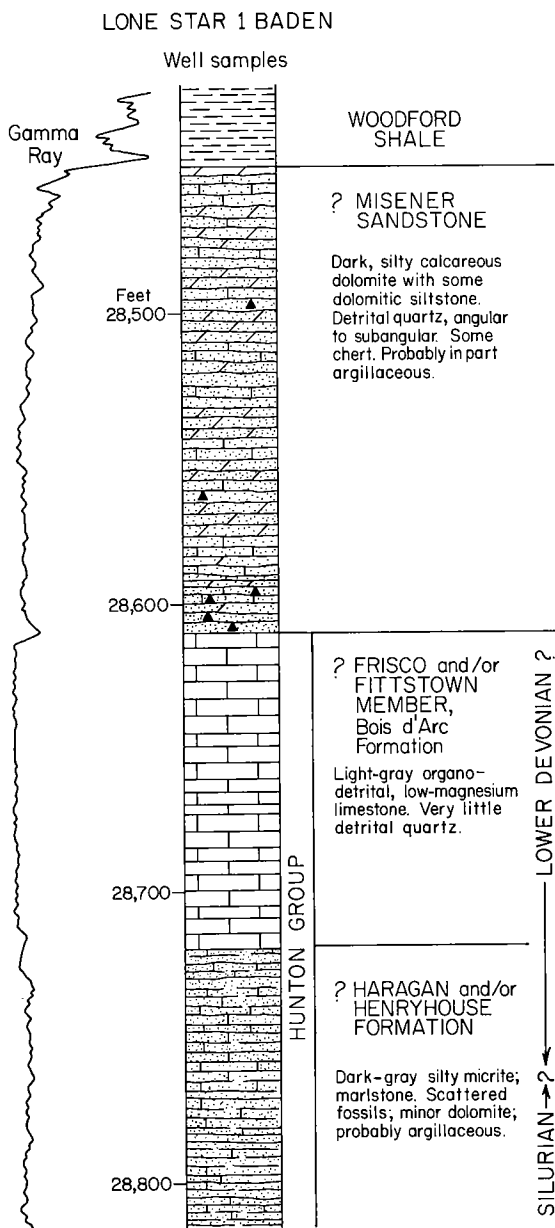 LONE STAR 1 BADEN
Well samples
Gamma
Ray
WOODFORD
SHALE
? MISENER
SANDSTONE
Dark, silty calcareous
dolomite with some
dolomitic siltstone.
Detrital quartz, angular
to subangular. Some
chert. Probably in part
argillaceous.
Feet
28,500
28,600
? FRISCO and/or
FITTSTOWN
MEMBER,
Bois d'Arc
Formation
Light-gray organo-
detrital, low-magnesium
limestone. Very little
detrital quartz.
28,700
HUNTON GROUP
? HARAGAN and/or
HENRYHOUSE
FORMATION
Dark-gray silty micrite;
marlstone. Scattered
fossils; minor dolomite;
probably argillaceous.
28,800
LOWER DEVONIAN ?
SILURIAN → ?